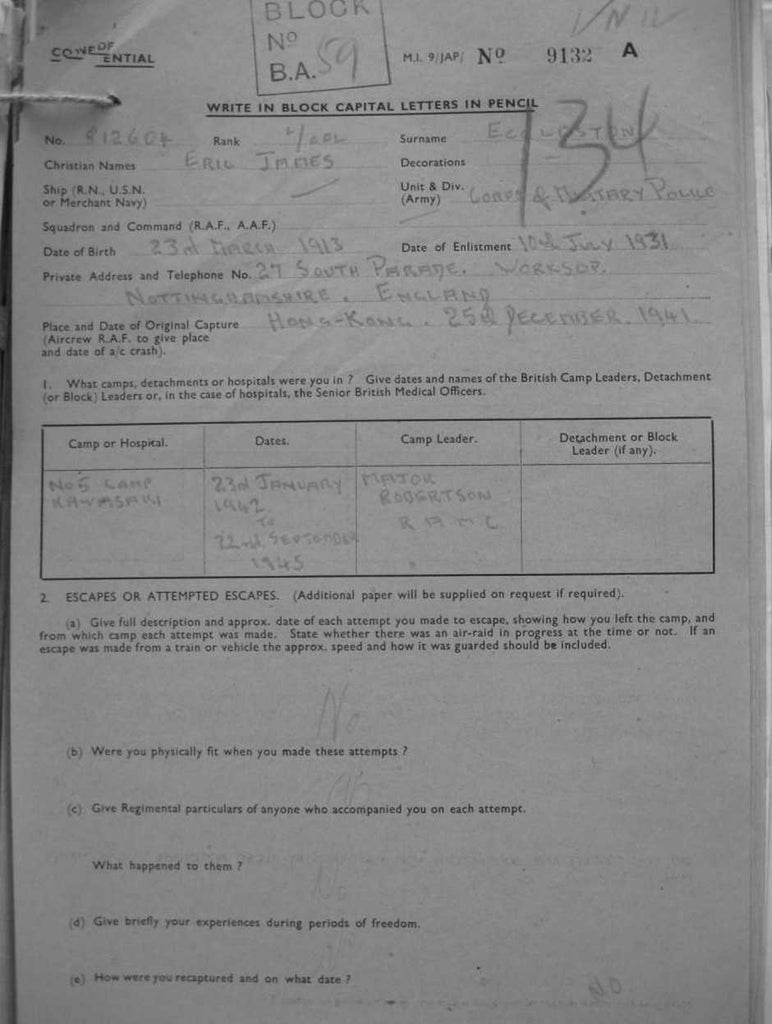 BLOCK
Nº
B.A. 59
CONFIDENTIAL
M.I. 9/JAP/ Nº 9132 A
WRITE IN BLOCK CAPITAL LETTERS IN PENCIL
134
No. 812604 Rank L/CPL Surname ECCLESTON
Christian Names ERIC JAMES Decorations
Ship (R.N., U.S.N. or Merchant Navy) Unit & Div. (Army) CORPS of MILITARY POLICE
Squadron and Command (R.A.F., A.A.F.)
Date of Birth 23rd MARCH 1913 Date of Enlistment 10th JULY 1931
Private Address and Telephone No. 27 SOUTH PARADE. WORKSOP.
NOTTINGHAMSHIRE. ENGLAND
Place and Date of Original Capture HONG-KONG. 25th DECEMBER. 1941.
(Aircrew R.A.F. to give place
and date of a/c crash).
1. What camps, detachments or hospitals were you in ? Give dates and names of the British Camp Leaders, Detachment
(or Block) Leaders or, in the case of hospitals, the Senior British Medical Officers.
Camp or Hospital. Dates. Camp Leader. Detachment or Block Leader (if any).
No5 CAMP 23rd JANUARY MAJOR
KAWASAKI 1942 ROBERTSON
TO R A M C
22nd SEPTEMBER
1945
2. ESCAPES OR ATTEMPTED ESCAPES. (Additional paper will be supplied on request if required).
(a) Give full description and approx. date of each attempt you made to escape, showing how you left the camp, and
from which camp each attempt was made. State whether there was an air-raid in progress at the time or not. If an
escape was made from a train or vehicle the approx. speed and how it was guarded should be included.
No
(b) Were you physically fit when you made these attempts ?
No
(c) Give Regimental particulars of anyone who accompanied you on each attempt.
What happened to them ?
No
(d) Give briefly your experiences during periods of freedom.
(e) How were you recaptured and on what date ?
NO